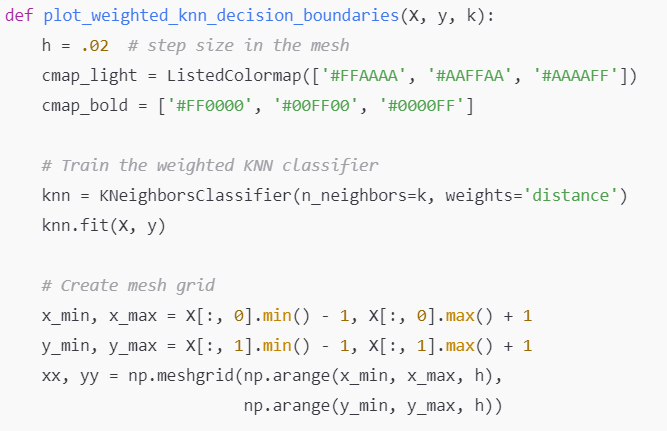 def plot_weighted_knn_decision_boundaries(X, y, k):
    h = .02  # step size in the mesh
    cmap_light = ListedColormap(['#FFAAAA', '#AAFFAA', '#AAAAFF'])
    cmap_bold = ['#FF0000', '#00FF00', '#0000FF']

    # Train the weighted KNN classifier
    knn = KNeighborsClassifier(n_neighbors=k, weights='distance')
    knn.fit(X, y)

    # Create mesh grid
    x_min, x_max = X[:, 0].min() - 1, X[:, 0].max() + 1
    y_min, y_max = X[:, 1].min() - 1, X[:, 1].max() + 1
    xx, yy = np.meshgrid(np.arange(x_min, x_max, h),
                         np.arange(y_min, y_max, h))